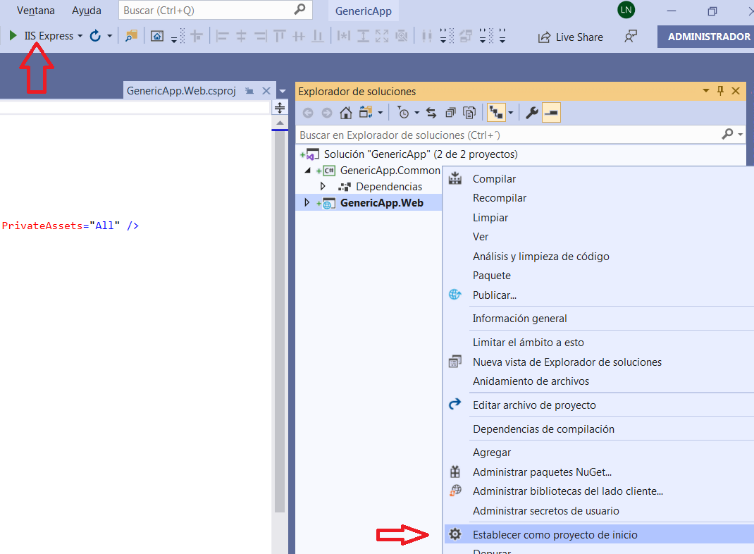 Ventana Ayuda Buscar (Ctrl+Q) GenericApp LN
IIS Express Live Share ADMINISTRADOR
GenericApp.Web.csproj
PrivateAssets="All" />
Explorador de soluciones
Buscar en Explorador de soluciones (Ctrl+´)
Solución "GenericApp" (2 de 2 proyectos)
C# GenericApp.Common
Dependencias
GenericApp.Web
Compilar
Recompilar
Limpiar
Ver
Análisis y limpieza de código
Paquete
Publicar...
Información general
Limitar el ámbito a esto
Nueva vista de Explorador de soluciones
Anidamiento de archivos
Editar archivo de proyecto
Dependencias de compilación
Agregar
Administrar paquetes NuGet...
Administrar bibliotecas del lado cliente...
Administrar secretos de usuario
Establecer como proyecto de inicio
Depurar